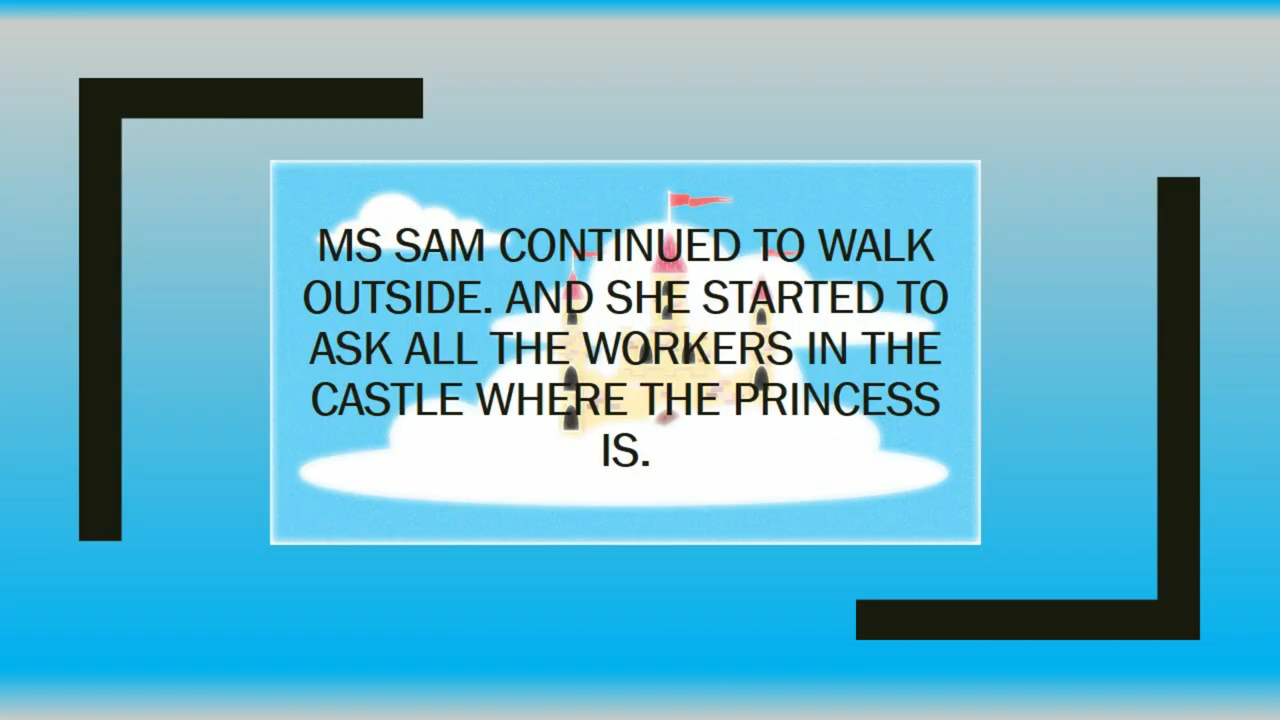 MS SAM CONTINUED TO WALK
OUTSIDE. AND SHE STARTED TO
ASK ALL THE WORKERS IN THE
CASTLE WHERE THE PRINCESS
IS.